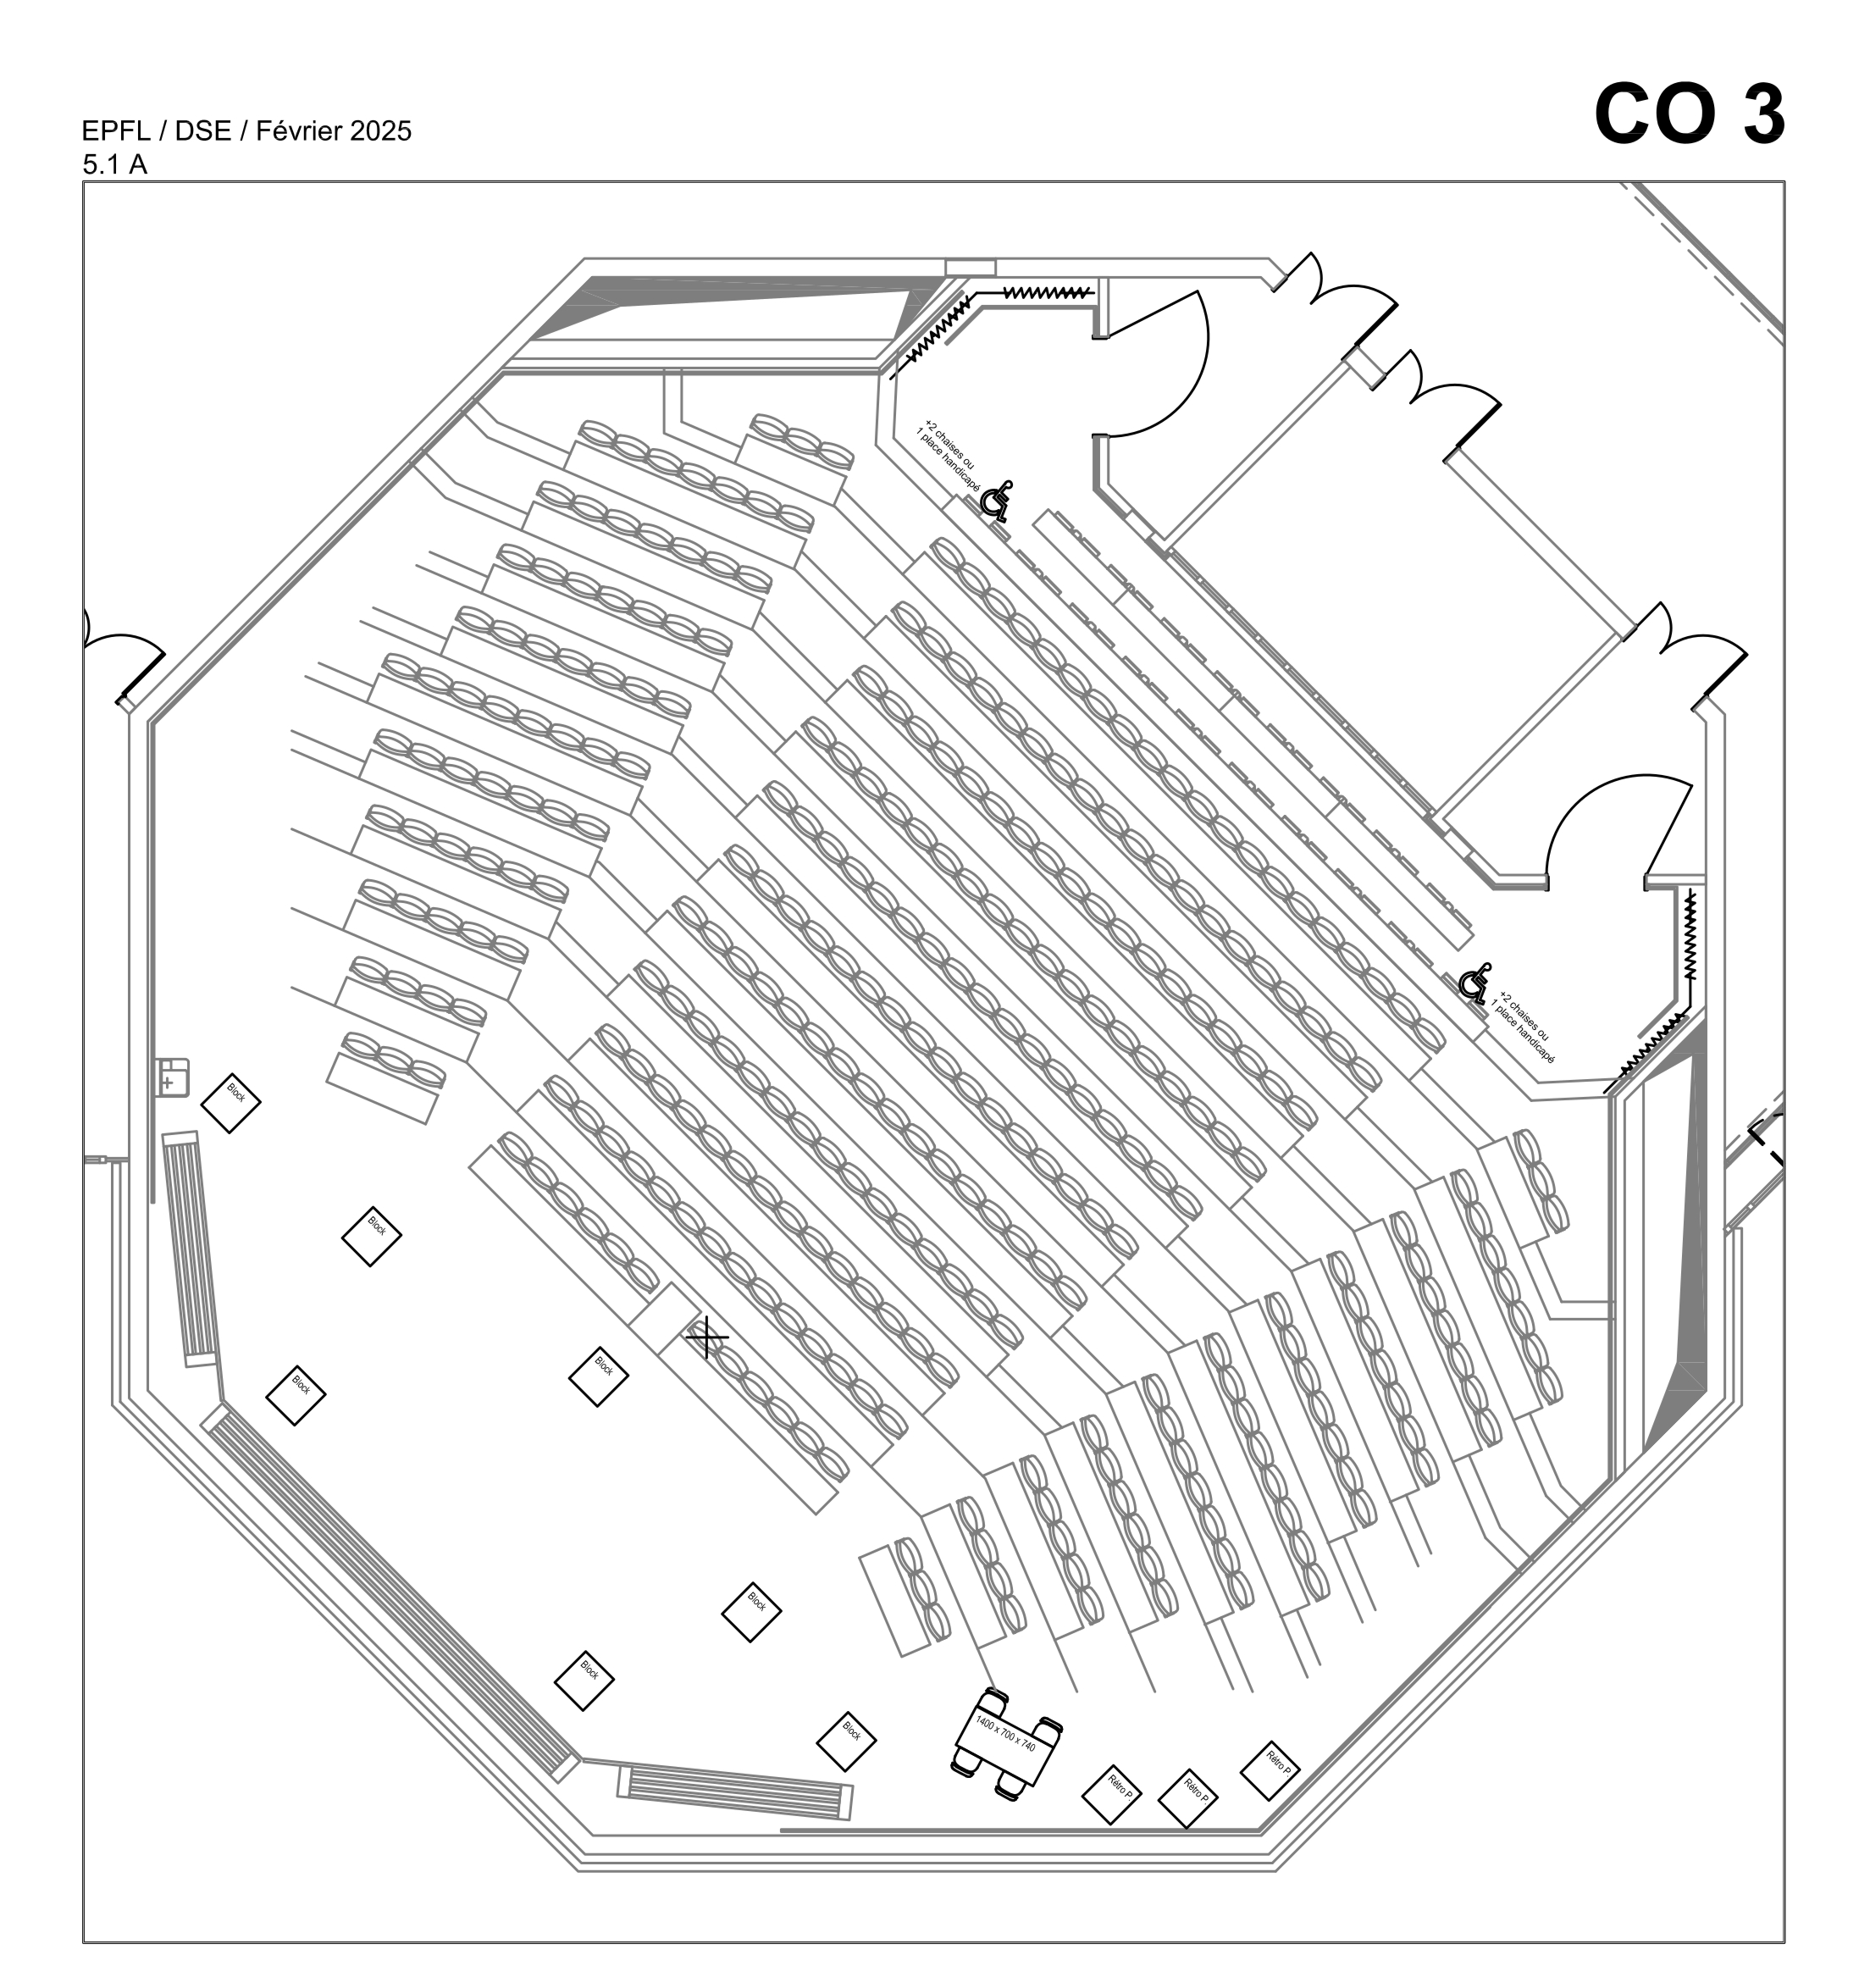 CO 3
EPFL / DSE / Février 2025
5.1 A
+2 chaises ou
1 place handicapé
+2 chaises ou
1 place handicapé
Block
Block
Block
Block
Block
Block
Block
1400 x 700 x 740
Rétro P.
Rétro P.
Rétro P.